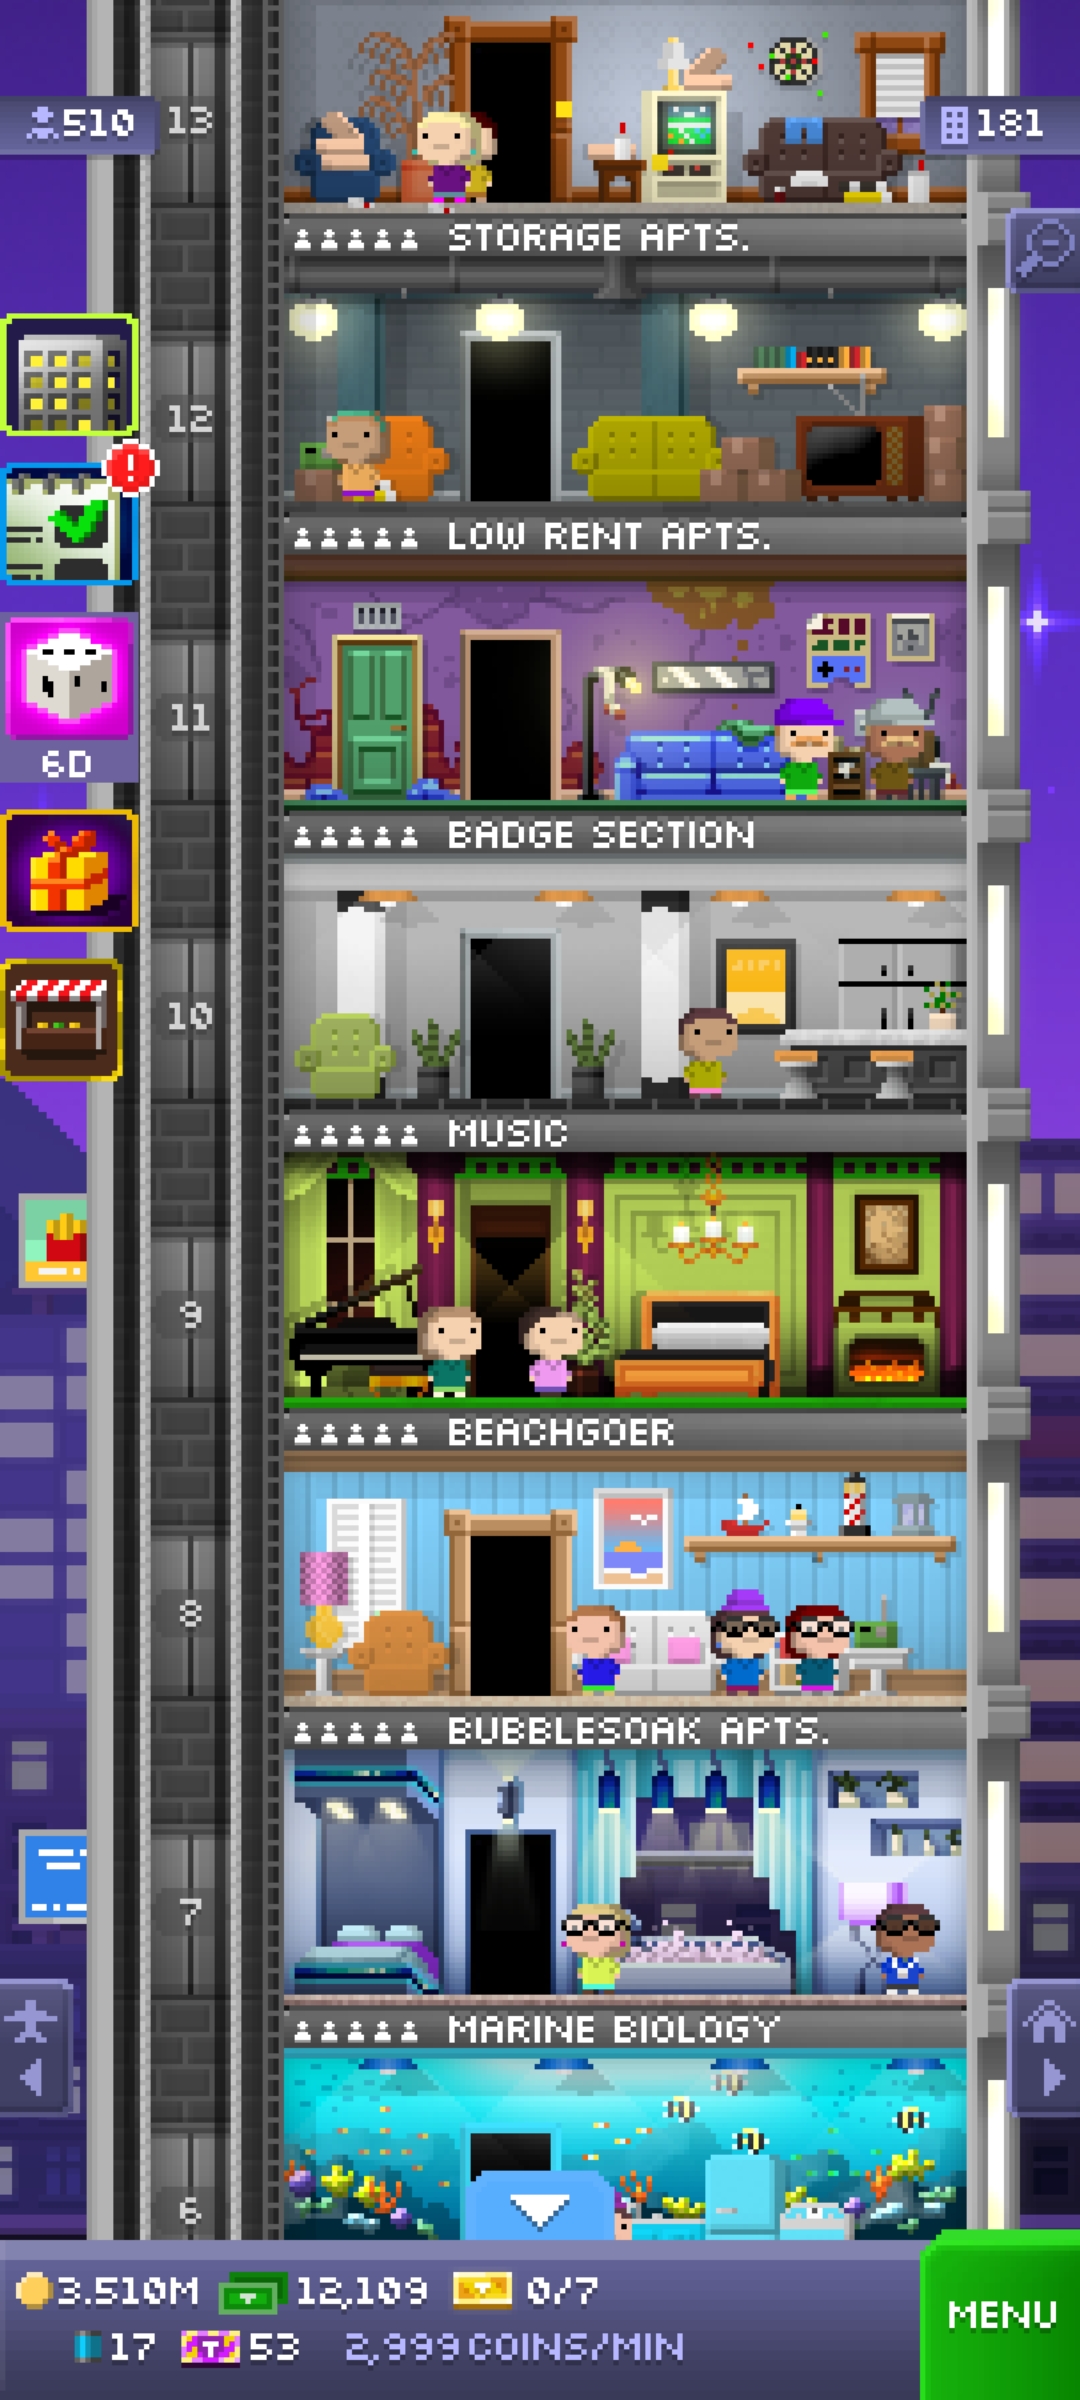 13
510
181
STORAGE APTS.
12
LOW RENT APTS.
11
6D
BADGE SECTION
10
MUSIC
9
BEACHGOER
8
BUBBLESOAK APTS.
7
MARINE BIOLOGY
6
3.510M 12,109 0/7
17 53 2,999 COINS/MIN
MENU